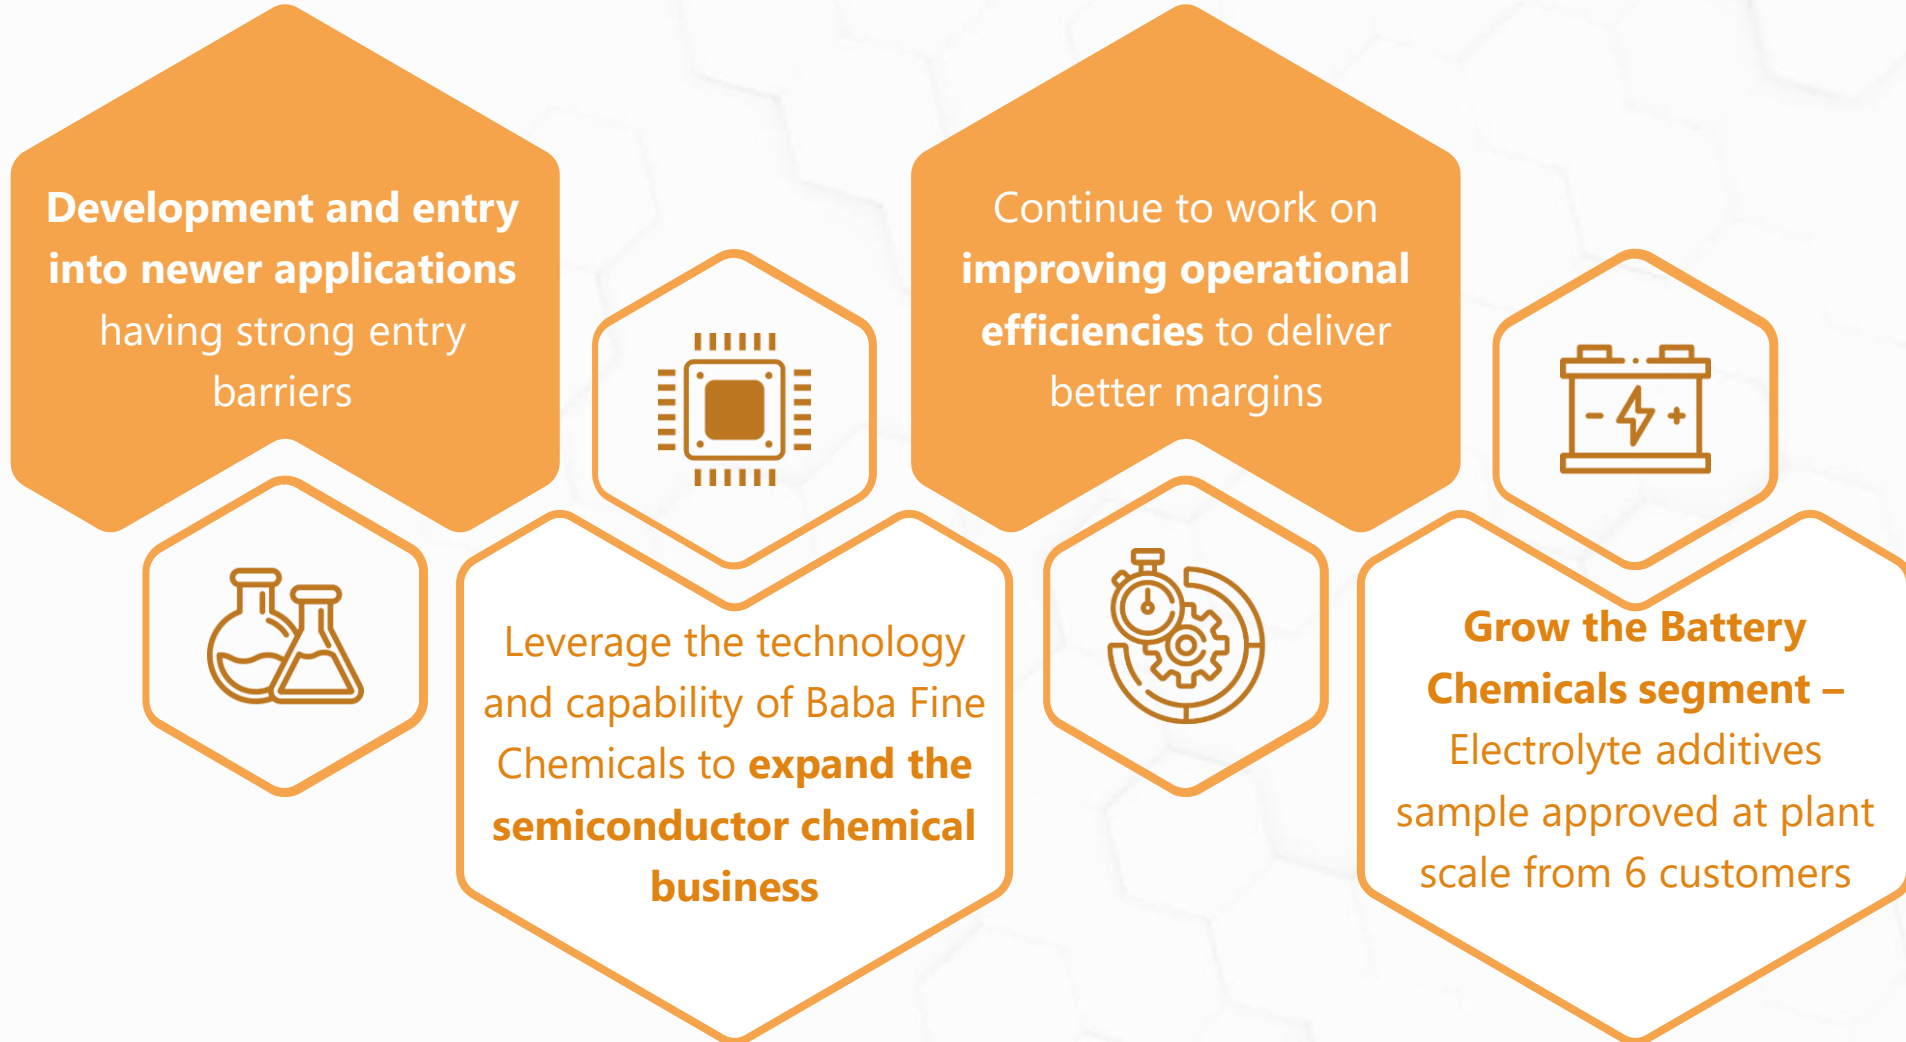 Development and entry
into newer applications
having strong entry
barriers
Leverage the technology
and capability of Baba Fine
Chemicals to expand the
semiconductor chemical
business
Continue to work on
improving operational
efficiencies to deliver
better margins
Grow the Battery
Chemicals segment –
Electrolyte additives
sample approved at plant
scale from 6 customers